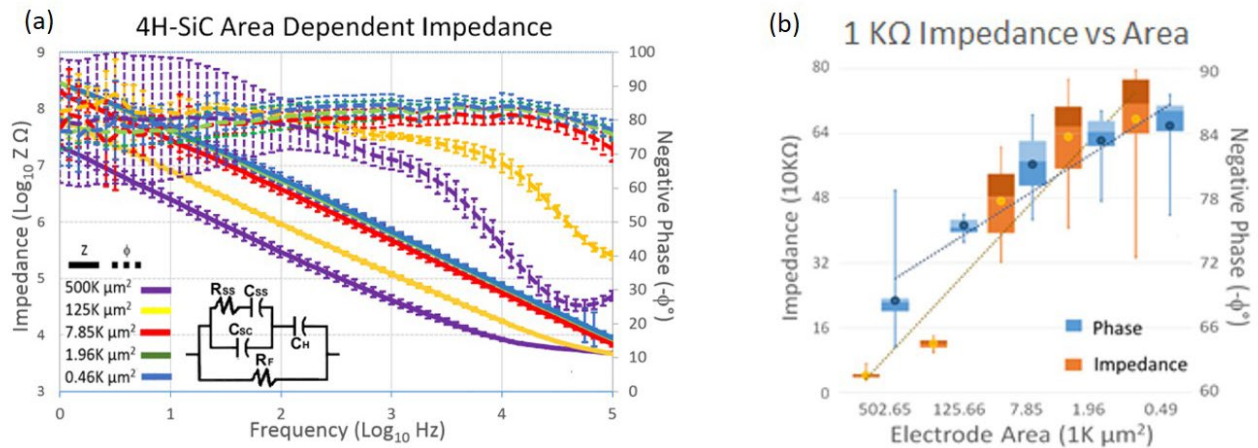 (a)
4H-SiC Area Dependent Impedance
Impedance (Log₁₀ Z Ω)
9
8
7
6
5
4
3
Negative Phase (-ϕ°)
100
90
80
70
60
50
40
30
20
10
0
Z ϕ
500K µm²
125K µm²
7.85K µm²
1.96K µm²
0.46K µm²
RSS CSS
CSC
CH
RF
0 1 2 3 4 5
Frequency (Log₁₀ Hz)
(b)
1 KΩ Impedance vs Area
Impedance (10KΩ)
80
64
48
32
16
0
Negative Phase (-ϕ°)
90
84
78
72
66
60
Phase
Impedance
502.65 125.66 7.85 1.96 0.49
Electrode Area (1K µm²)